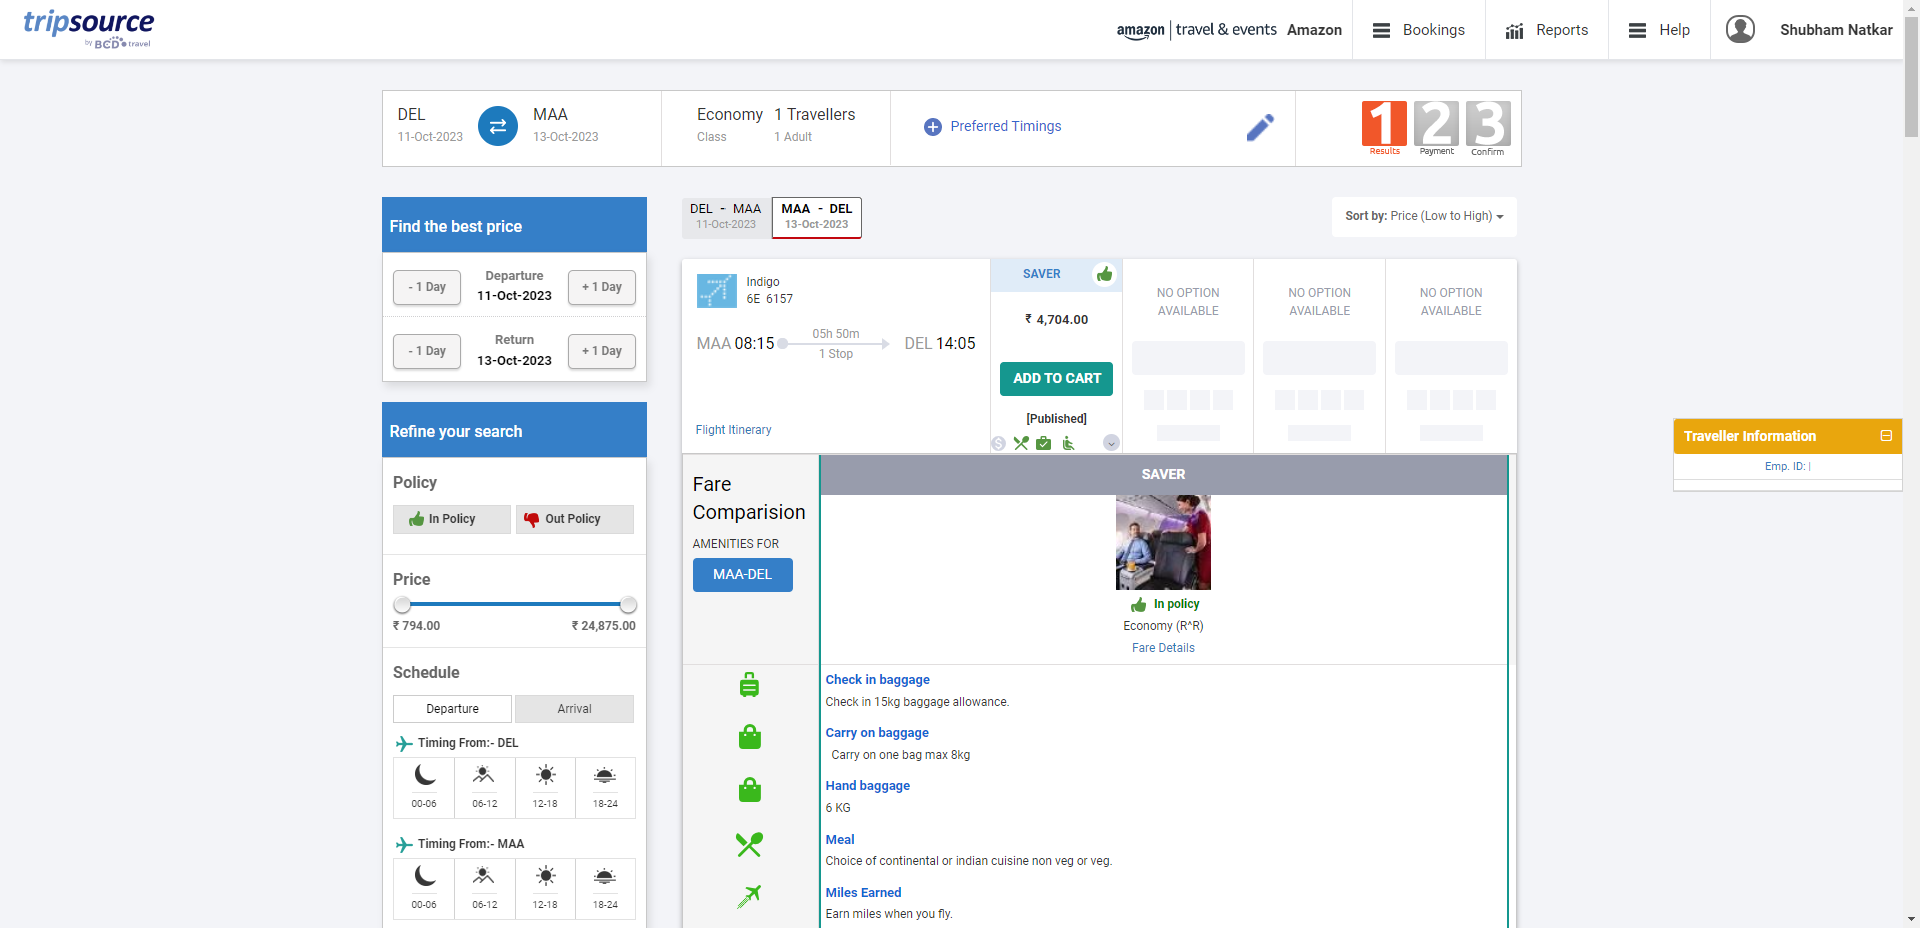 tripsource
by BCD travel
amazon | travel & events Amazon
Bookings
Reports
Help
Shubham Natkar
DEL
11-Oct-2023
MAA
13-Oct-2023
Economy
Class
1 Travellers
1 Adult
Preferred Timings
1 2 3
Results Payment Confirm
Find the best price
- 1 Day
Departure
11-Oct-2023
+ 1 Day
- 1 Day
Return
13-Oct-2023
+ 1 Day
Refine your search
Policy
In Policy
Out Policy
Price
₹ 794.00
₹ 24,875.00
Schedule
Departure
Arrival
Timing From:- DEL
00-06 06-12 12-18 18-24
Timing From:- MAA
00-06 06-12 12-18 18-24
DEL - MAA
11-Oct-2023
MAA - DEL
13-Oct-2023
Sort by: Price (Low to High)
Indigo
6E 6157
MAA 08:15
05h 50m
1 Stop
DEL 14:05
Flight Itinerary
SAVER
₹ 4,704.00
ADD TO CART
[Published]
NO OPTION
AVAILABLE
NO OPTION
AVAILABLE
NO OPTION
AVAILABLE
Fare
Comparision
AMENITIES FOR
MAA-DEL
SAVER
In policy
Economy (R^R)
Fare Details
Check in baggage
Check in 15kg baggage allowance.
Carry on baggage
Carry on one bag max 8kg
Hand baggage
6 KG
Meal
Choice of continental or indian cuisine non veg or veg.
Miles Earned
Earn miles when you fly.
Traveller Information
Emp. ID: |